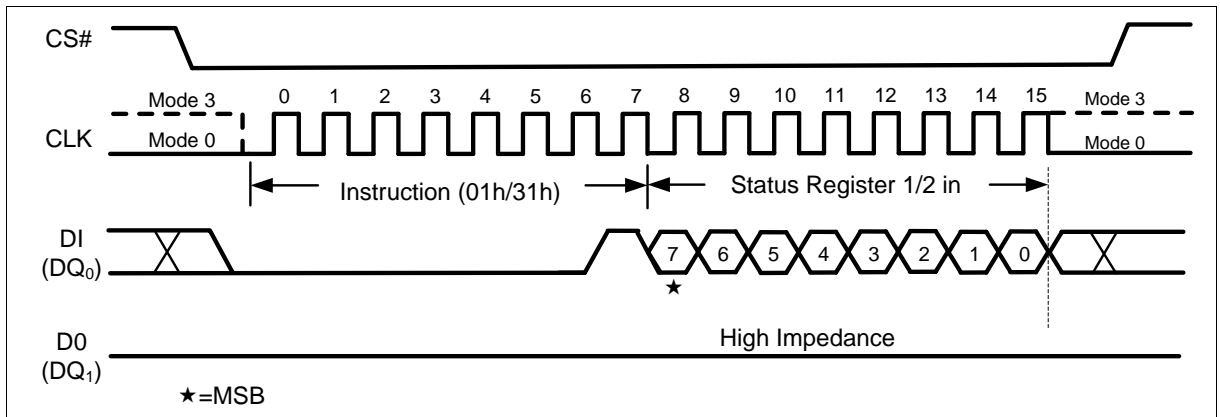 CS#
Mode 3 0 1 2 3 4 5 6 7 8 9 10 11 12 13 14 15 Mode 3
CLK
Mode 0 Mode 0
Instruction (01h/31h) Status Register 1/2 in
DI
(DQ₀)
7 6 5 4 3 2 1 0
★
High Impedance
D0
(DQ₁)
★=MSB